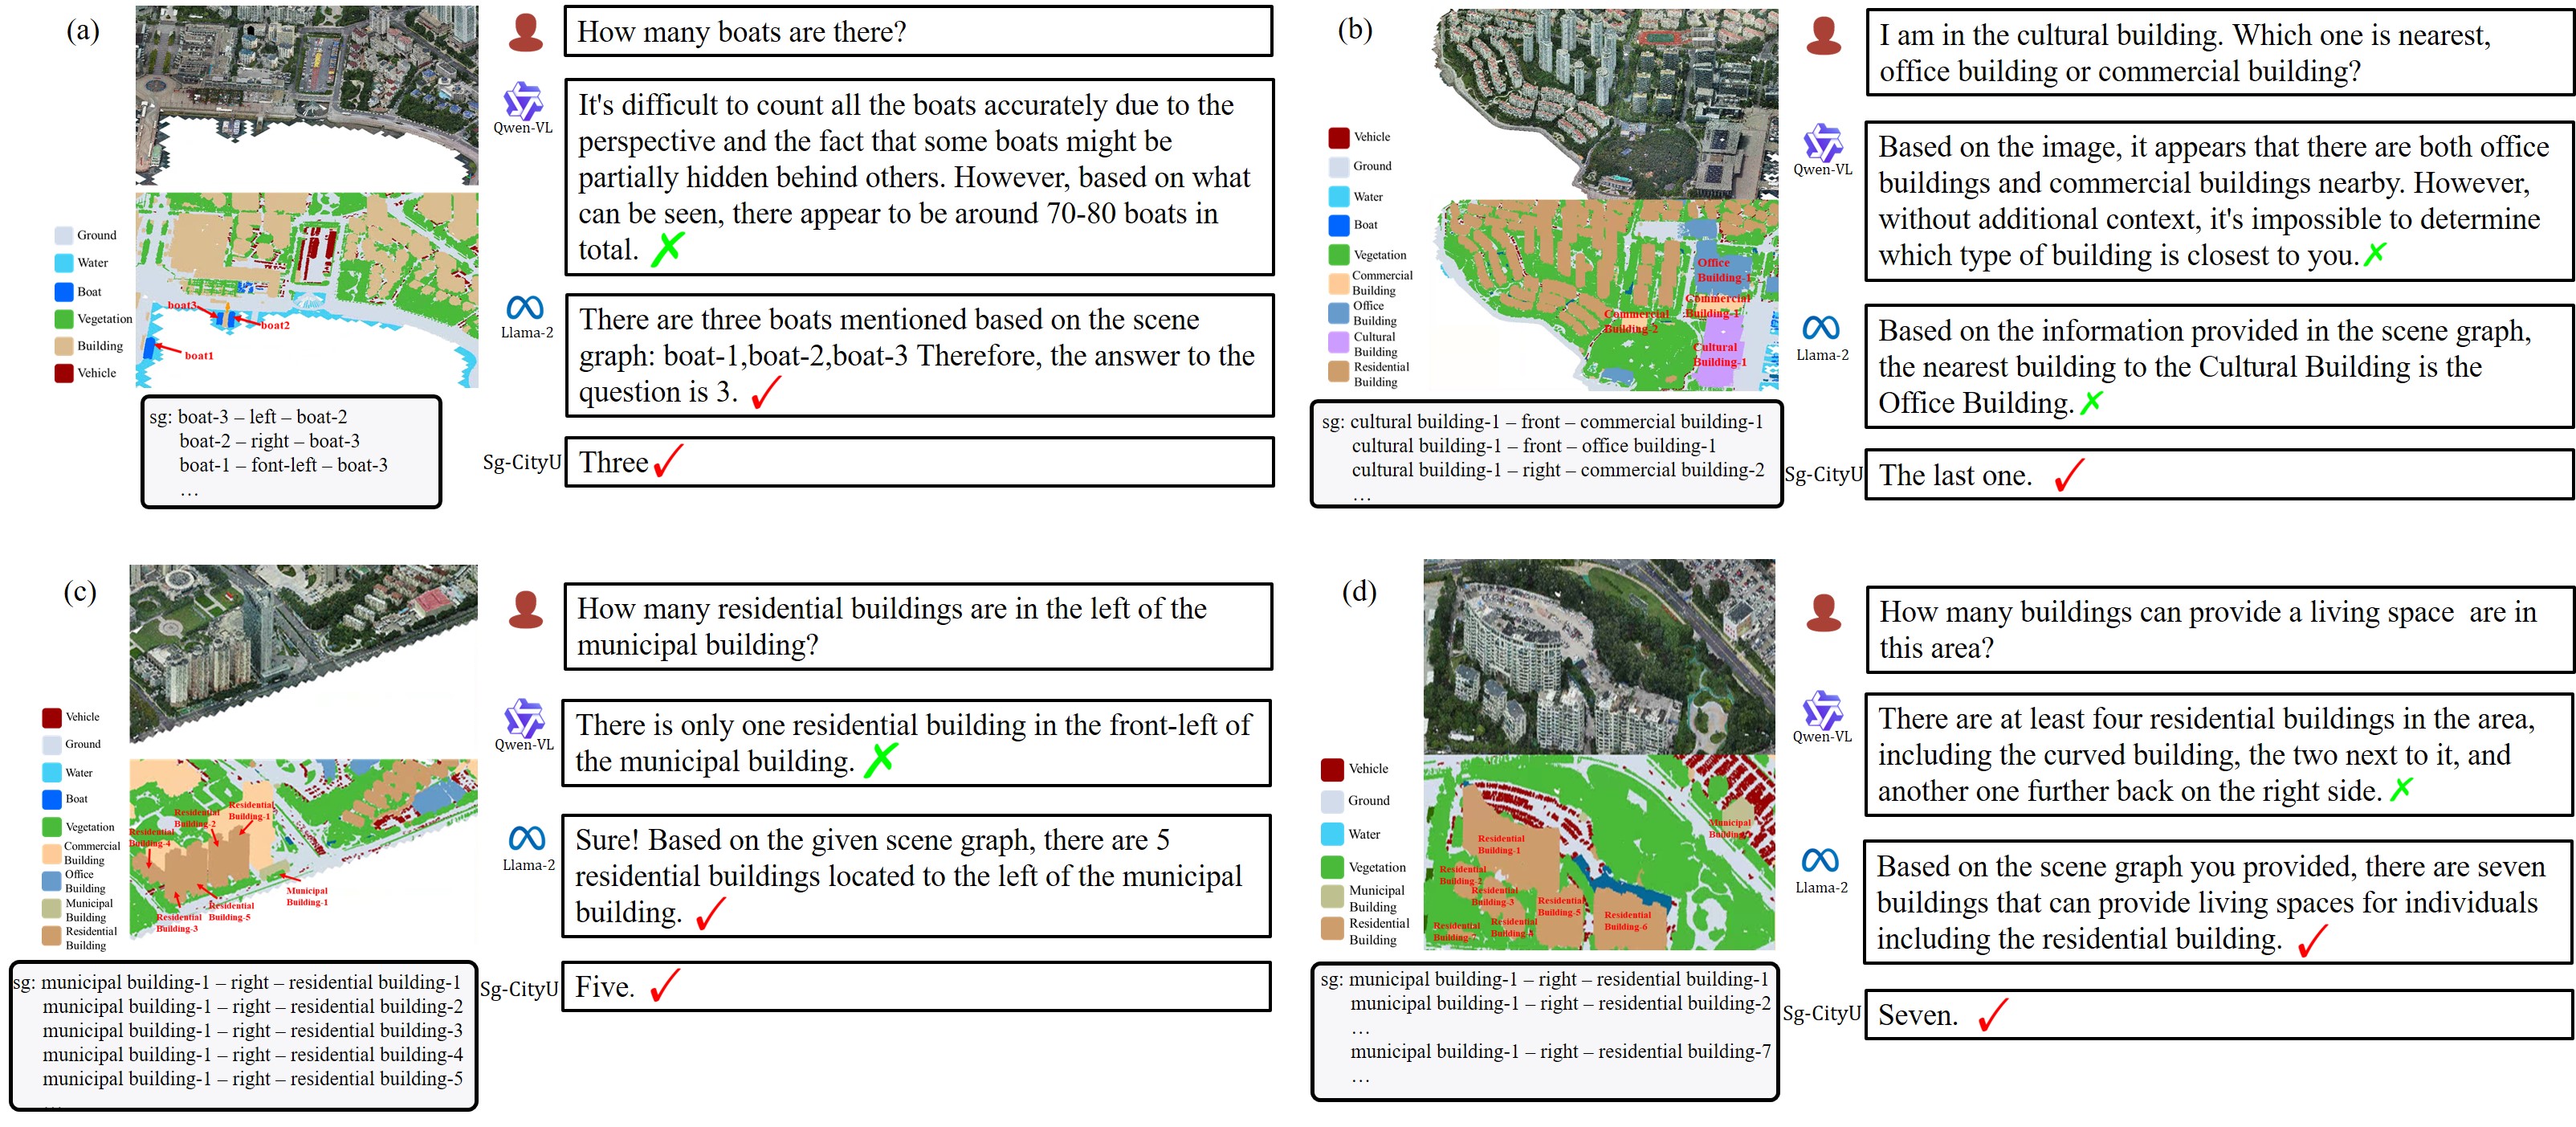 (a)
How many boats are there?
Qwen-VL
It's difficult to count all the boats accurately due to the
perspective and the fact that some boats might be
partially hidden behind others. However, based on what
can be seen, there appear to be around 70-80 boats in
total. ✗
Llama-2
There are three boats mentioned based on the scene
graph: boat-1,boat-2,boat-3 Therefore, the answer to the
question is 3. ✓
Sg-CityU
Three ✓
Ground
Water
Boat
Vegetation
Building
Vehicle
boat3
boat2
boat1
sg: boat-3 – left – boat-2
boat-2 – right – boat-3
boat-1 – font-left – boat-3
…
(b)
I am in the cultural building. Which one is nearest,
office building or commercial building?
Qwen-VL
Based on the image, it appears that there are both office
buildings and commercial buildings nearby. However,
without additional context, it's impossible to determine
which type of building is closest to you. ✗
Llama-2
Based on the information provided in the scene graph,
the nearest building to the Cultural Building is the
Office Building. ✗
Sg-CityU
The last one. ✓
Vehicle
Ground
Water
Boat
Vegetation
Commercial
Building
Office
Building
Cultural
Building
Residential
Building
Office
Building-1
Commercial
Building-1
Commercial
Building-2
Cultural
Building-1
sg: cultural building-1 – front – commercial building-1
cultural building-1 – front – office building-1
cultural building-1 – right – commercial building-2
…
(c)
How many residential buildings are in the left of the
municipal building?
Qwen-VL
There is only one residential building in the front-left of
the municipal building. ✗
Llama-2
Sure! Based on the given scene graph, there are 5
residential buildings located to the left of the municipal
building. ✓
Sg-CityU
Five. ✓
Vehicle
Ground
Water
Boat
Vegetation
Commercial
Building
Office
Building
Municipal
Building
Residential
Building
Residential
Building-1
Residential
Building-2
Residential
Building-4
Municipal
Building-1
Residential
Building-5
Residential
Building-3
sg: municipal building-1 – right – residential building-1
municipal building-1 – right – residential building-2
municipal building-1 – right – residential building-3
municipal building-1 – right – residential building-4
municipal building-1 – right – residential building-5
…
(d)
How many buildings can provide a living space  are in
this area?
Qwen-VL
There are at least four residential buildings in the area,
including the curved building, the two next to it, and
another one further back on the right side. ✗
Llama-2
Based on the scene graph you provided, there are seven
buildings that can provide living spaces for individuals
including the residential building. ✓
Sg-CityU
Seven. ✓
Vehicle
Ground
Water
Vegetation
Municipal
Building
Residential
Building
Municipal
Residential
Building-1
Residential
Building-2
Residential
Building-3
Residential
Building-5
Residential
Building-6
Residential
Residential
sg: municipal building-1 – right – residential building-1
municipal building-1 – right – residential building-2
…
municipal building-1 – right – residential building-7
…